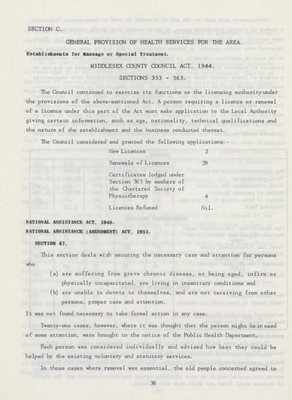 SECTION C.
GENERAL PROVISION OF HEALTH SERVICES FOR THE AREA.
Establishments for Massage or Special Treatment.
MIDDLESEX COUNTY COUNCIL ACT, 1944.
SECTIONS 353 - 363.
The Council continued to exercise its functions as the licensing authority under
the provisions of the above-mentioned Act. A person requiring a licence or renewal
of a licence under this part of the Act must make application to the Local Authority
giving certain information, such as age, nationality, technical qualifications and
the nature of the establishment and the business conducted thereat.
The Council considered and granted the following applications:-
New Licences 2
Renewals of Licences 29
Certificates lodged under
Section 363 by members of
the Chartered Society of
Physiotherapy 4
Licences Refused Nil.
NATIONAL ASSISTANCE ACT, 1948.
NATIONAL ASSISTANCE (AMENDMENT) ACT, 1951.
SECTION 47.
This section deals with securing the necessary care and attention for persons
who
(a) are suffering from grave chronic disease, or being aged, infirm or
physically incapacitated, are living in insanitary conditions and
(b) are unable to devote to themselves, and are not receiving from other
persons, proper care and attention.
It was not found necessary to take formal action in any case.
Twenty-one cases, however, where it was thought that the person might be in need
of some attention, were brought to the notice of the Public Health Department.
Each person was considered individually and advised how best they could be
helped by the existing voluntary and statutory services.
In those cases where removal was essential, the old people concerned agreed to
36